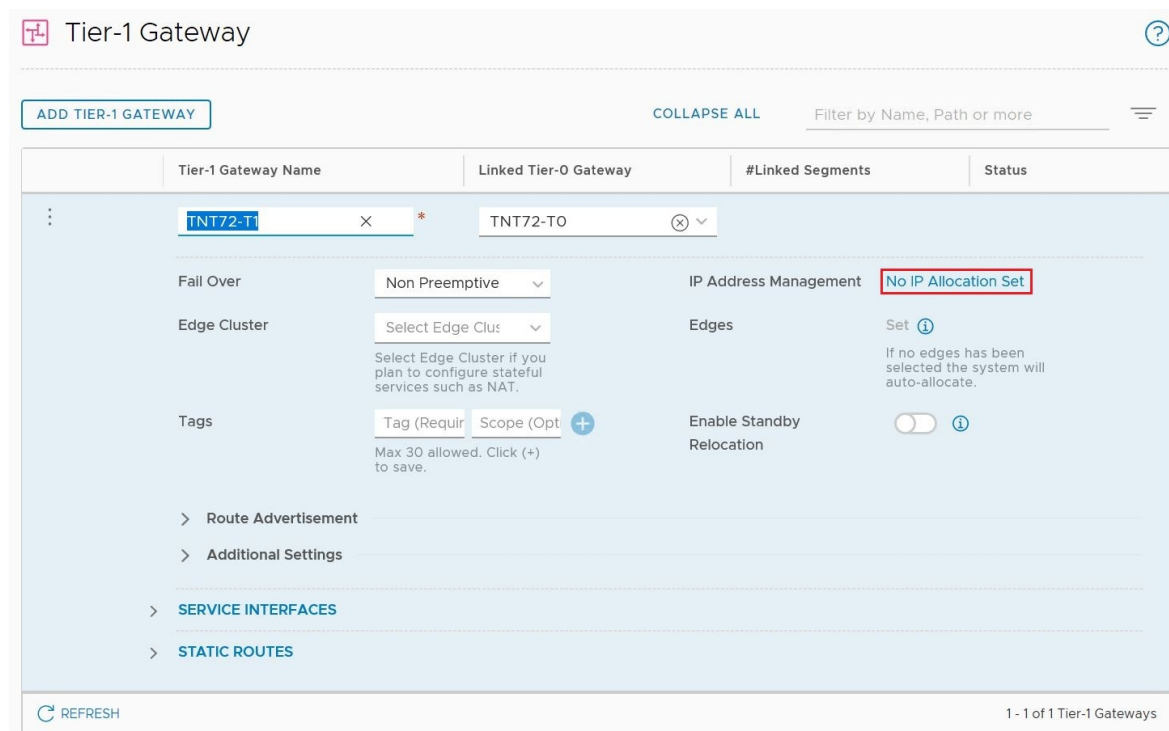 Tier-1 Gateway
ADD TIER-1 GATEWAY
COLLAPSE ALL
Filter by Name, Path or more
Tier-1 Gateway Name
Linked Tier-0 Gateway
#Linked Segments
Status
TNT72-T1
*
TNT72-T0
Fail Over
Non Preemptive
IP Address Management
No IP Allocation Set
Edge Cluster
Select Edge Clus
Select Edge Cluster if you
plan to configure stateful
services such as NAT.
Edges
Set
If no edges has been
selected the system will
auto-allocate.
Tags
Tag (Requir
Scope (Opt
Max 30 allowed. Click (+)
to save.
Enable Standby
Relocation
Route Advertisement
Additional Settings
SERVICE INTERFACES
STATIC ROUTES
REFRESH
1 - 1 of 1 Tier-1 Gateways